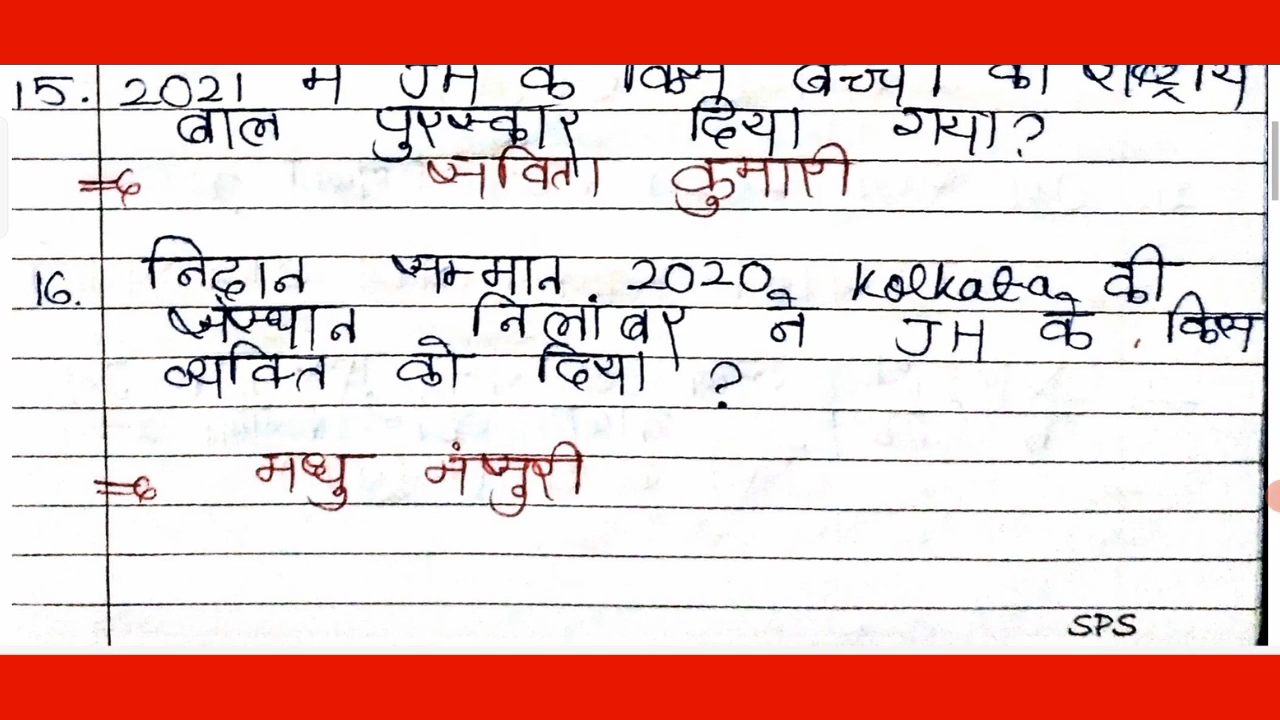 15. 2021 में JH के किस बच्चा को राष्ट्रीय
बाल पुरस्कार दिया गया?
=> सविता कुमारी
16. निदान सम्मान 2020, Kolkata की
संस्थान निलांबर ने JH के किस
व्यक्ति को दिया ?
=> मधु मंसुरी
SPS